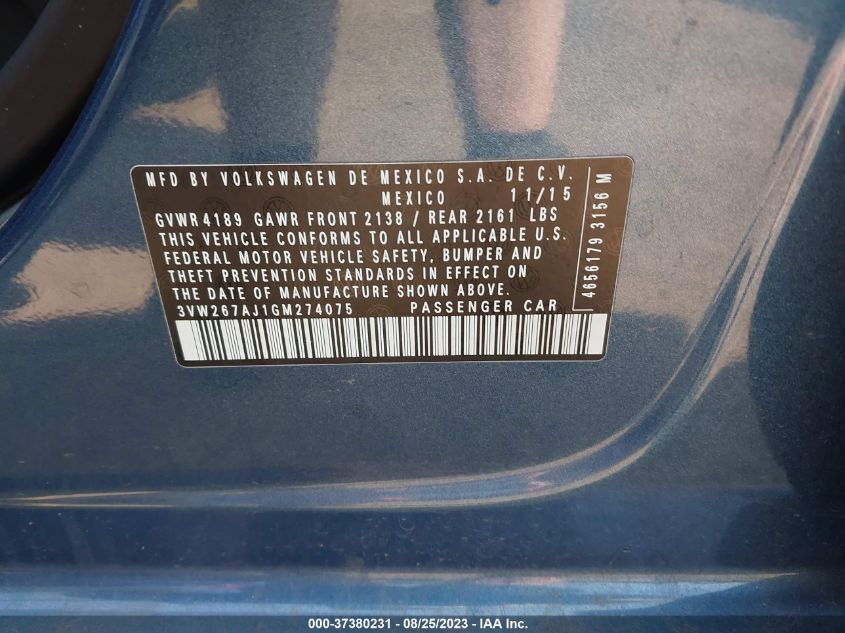 MFD BY VOLKSWAGEN DE MEXICO S.A. DE C.V.
MEXICO 11/15
GVWR 4189 GAWR FRONT 2138 / REAR 2161 LBS
THIS VEHICLE CONFORMS TO ALL APPLICABLE U.S.
FEDERAL MOTOR VEHICLE SAFETY, BUMPER AND
THEFT PREVENTION STANDARDS IN EFFECT ON
THE DATE OF MANUFACTURE SHOWN ABOVE.
3VW267AJ1GM274075 PASSENGER CAR
4656179 3156 M
000-37380231 - 08/25/2023 - IAA Inc.